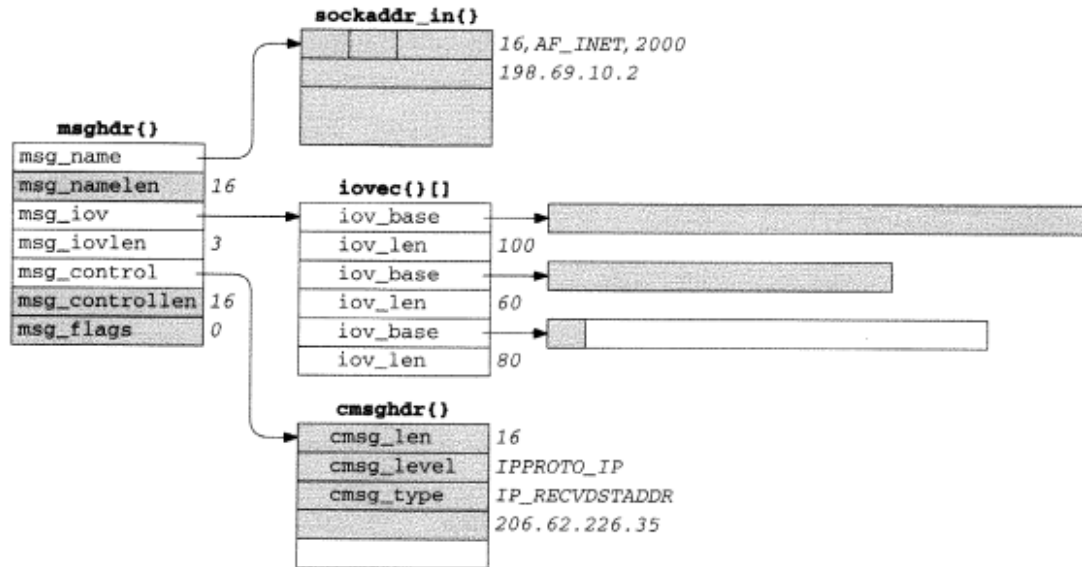 sockaddr_in{}
16, AF_INET, 2000
198.69.10.2
msghdr{}
msg_name
msg_namelen 16
msg_iov
msg_iovlen 3
msg_control
msg_controllen 16
msg_flags 0
iovec{}[]
iov_base
iov_len 100
iov_base
iov_len 60
iov_base
iov_len 80
cmsghdr{}
cmsg_len 16
cmsg_level IPPROTO_IP
cmsg_type IP_RECVDSTADDR
206.62.226.35